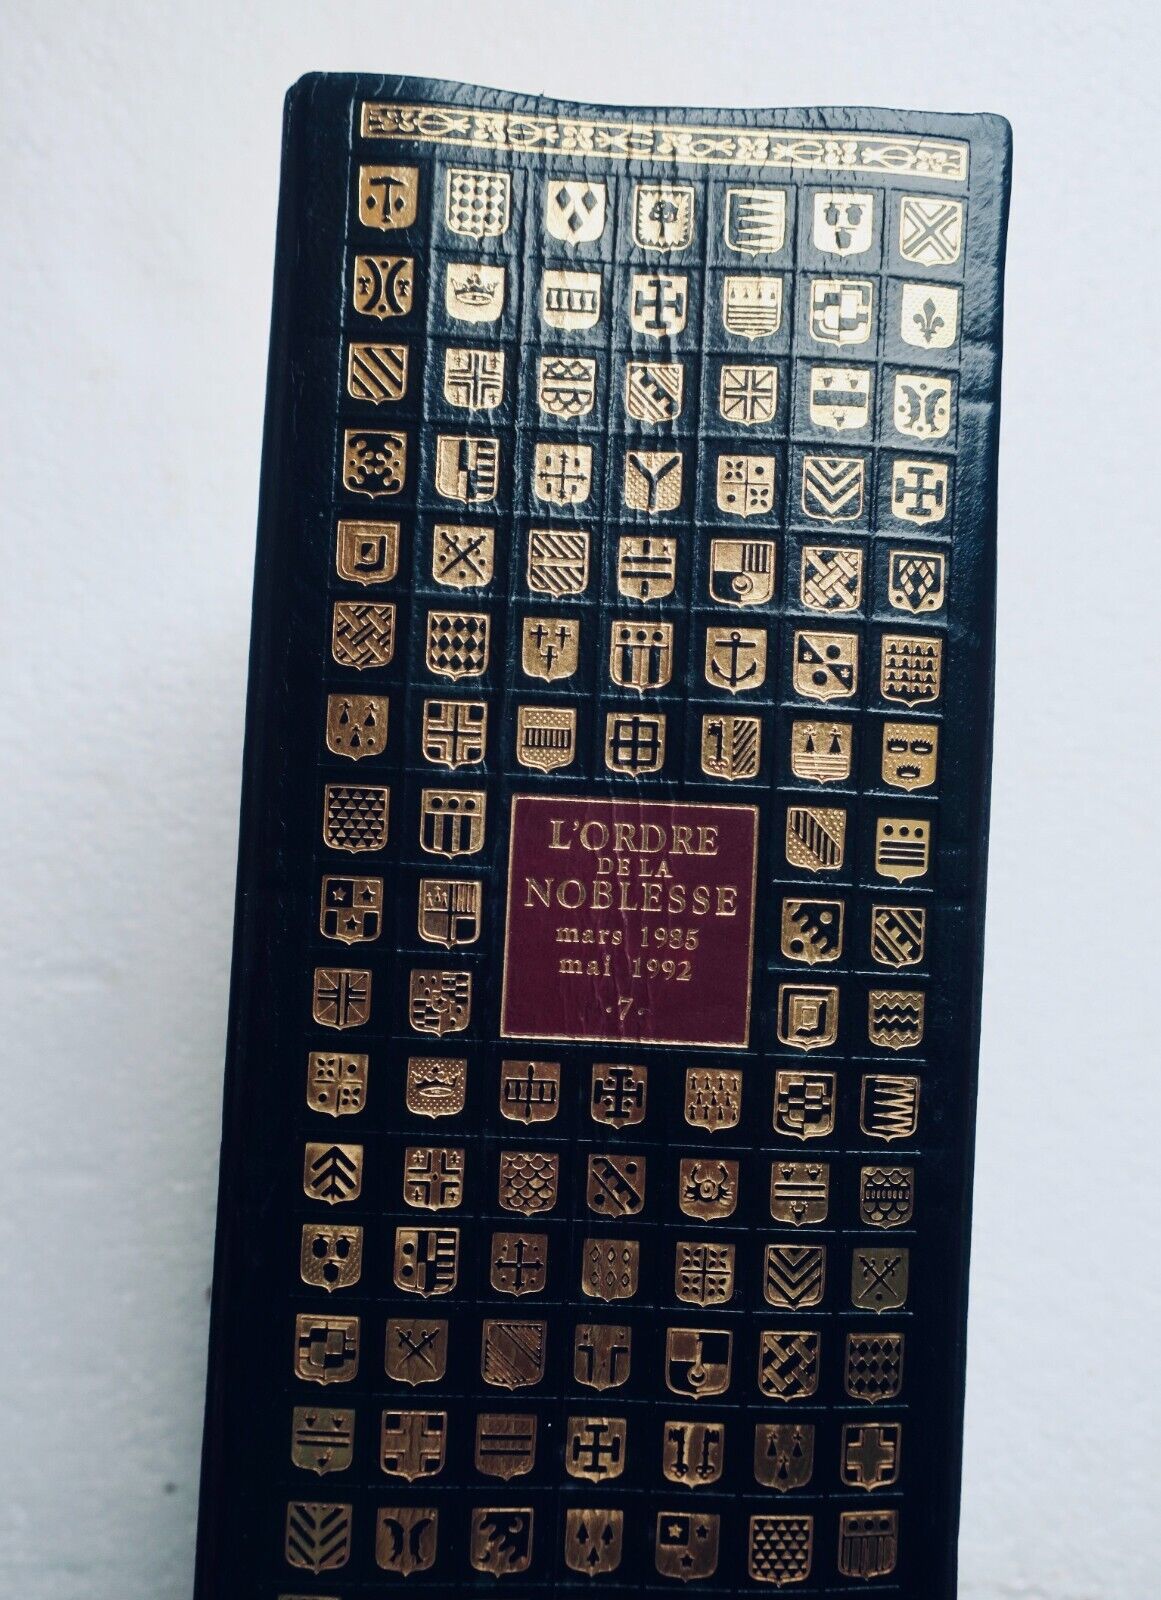 L'ORDRE
DE LA
NOBLESSE
mars 1985
mai 1992
·7·